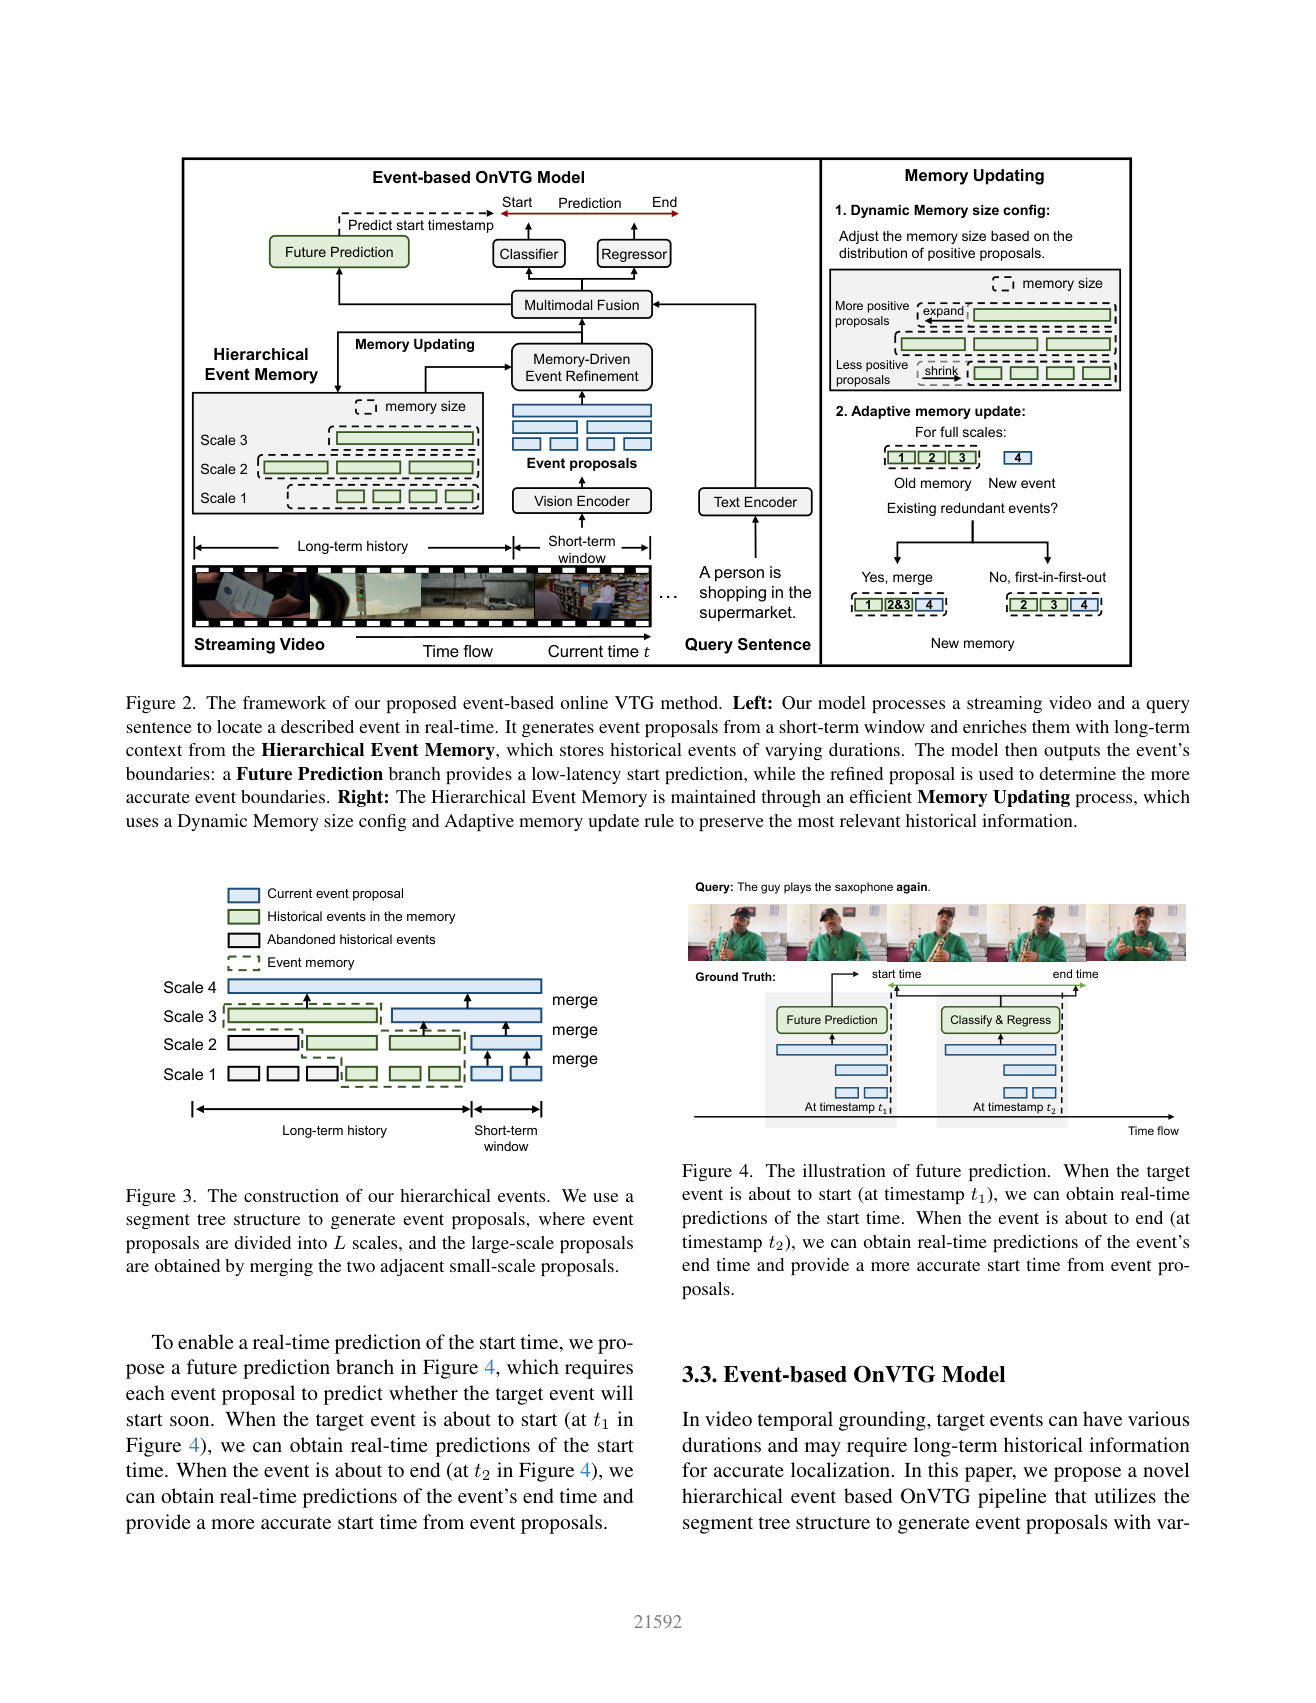 Event-based OnVTG Model
Start Prediction End
Predict start timestamp
Future Prediction
Classifier
Regressor
Multimodal Fusion
Memory Updating
Hierarchical
Event Memory
Memory-Driven
Event Refinement
memory size
Scale 3
Scale 2
Scale 1
Event proposals
Vision Encoder
Text Encoder
Long-term history
Short-term
window
A person is
shopping in the
supermarket.
...
Streaming Video
Time flow
Current time t
Query Sentence
Memory Updating
1. Dynamic Memory size config:
Adjust the memory size based on the
distribution of positive proposals.
memory size
More positive
proposals
expand
Less positive
proposals
shrink
2. Adaptive memory update:
For full scales:
1 2 3 4
Old memory New event
Existing redundant events?
Yes, merge No, first-in-first-out
1 2&3 4 2 3 4
New memory
Figure 2. The framework of our proposed event-based online VTG method. Left: Our model processes a streaming video and a query
sentence to locate a described event in real-time. It generates event proposals from a short-term window and enriches them with long-term
context from the Hierarchical Event Memory, which stores historical events of varying durations. The model then outputs the event's
boundaries: a Future Prediction branch provides a low-latency start prediction, while the refined proposal is used to determine the more
accurate event boundaries. Right: The Hierarchical Event Memory is maintained through an efficient Memory Updating process, which
uses a Dynamic Memory size config and Adaptive memory update rule to preserve the most relevant historical information.
Current event proposal
Historical events in the memory
Abandoned historical events
Event memory
Scale 4
merge
Scale 3
merge
Scale 2
merge
Scale 1
Long-term history
Short-term
window
Figure 3. The construction of our hierarchical events. We use a
segment tree structure to generate event proposals, where event
proposals are divided into L scales, and the large-scale proposals
are obtained by merging the two adjacent small-scale proposals.
To enable a real-time prediction of the start time, we pro-
pose a future prediction branch in Figure 4, which requires
each event proposal to predict whether the target event will
start soon. When the target event is about to start (at t1 in
Figure 4), we can obtain real-time predictions of the start
time. When the event is about to end (at t2 in Figure 4), we
can obtain real-time predictions of the event's end time and
provide a more accurate start time from event proposals.
Query: The guy plays the saxophone again.
Ground Truth:
start time
end time
Future Prediction
Classify & Regress
At timestamp t1
At timestamp t2
Time flow
Figure 4. The illustration of future prediction. When the target
event is about to start (at timestamp t1), we can obtain real-time
predictions of the start time. When the event is about to end (at
timestamp t2), we can obtain real-time predictions of the event's
end time and provide a more accurate start time from event pro-
posals.
3.3. Event-based OnVTG Model
In video temporal grounding, target events can have various
durations and may require long-term historical information
for accurate localization. In this paper, we propose a novel
hierarchical event based OnVTG pipeline that utilizes the
segment tree structure to generate event proposals with var-
21592